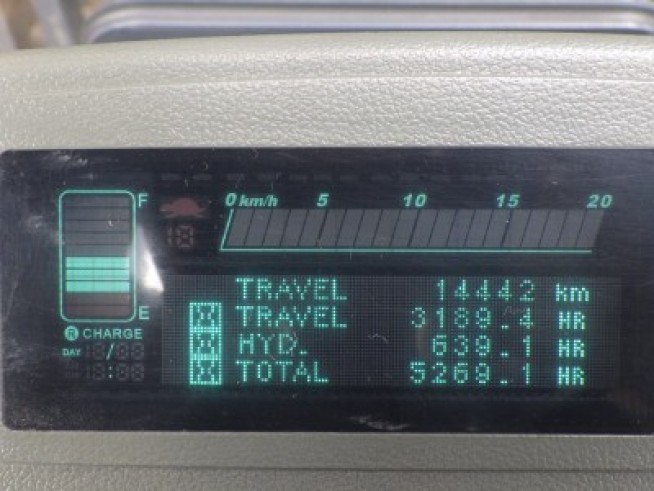 F
0 km/h 5 10 15 20
TRAVEL 14442 km
TRAVEL 3189.4 HR
HYD. 639.1 HR
TOTAL 5269.1 HR
E
R CHARGE
DAY